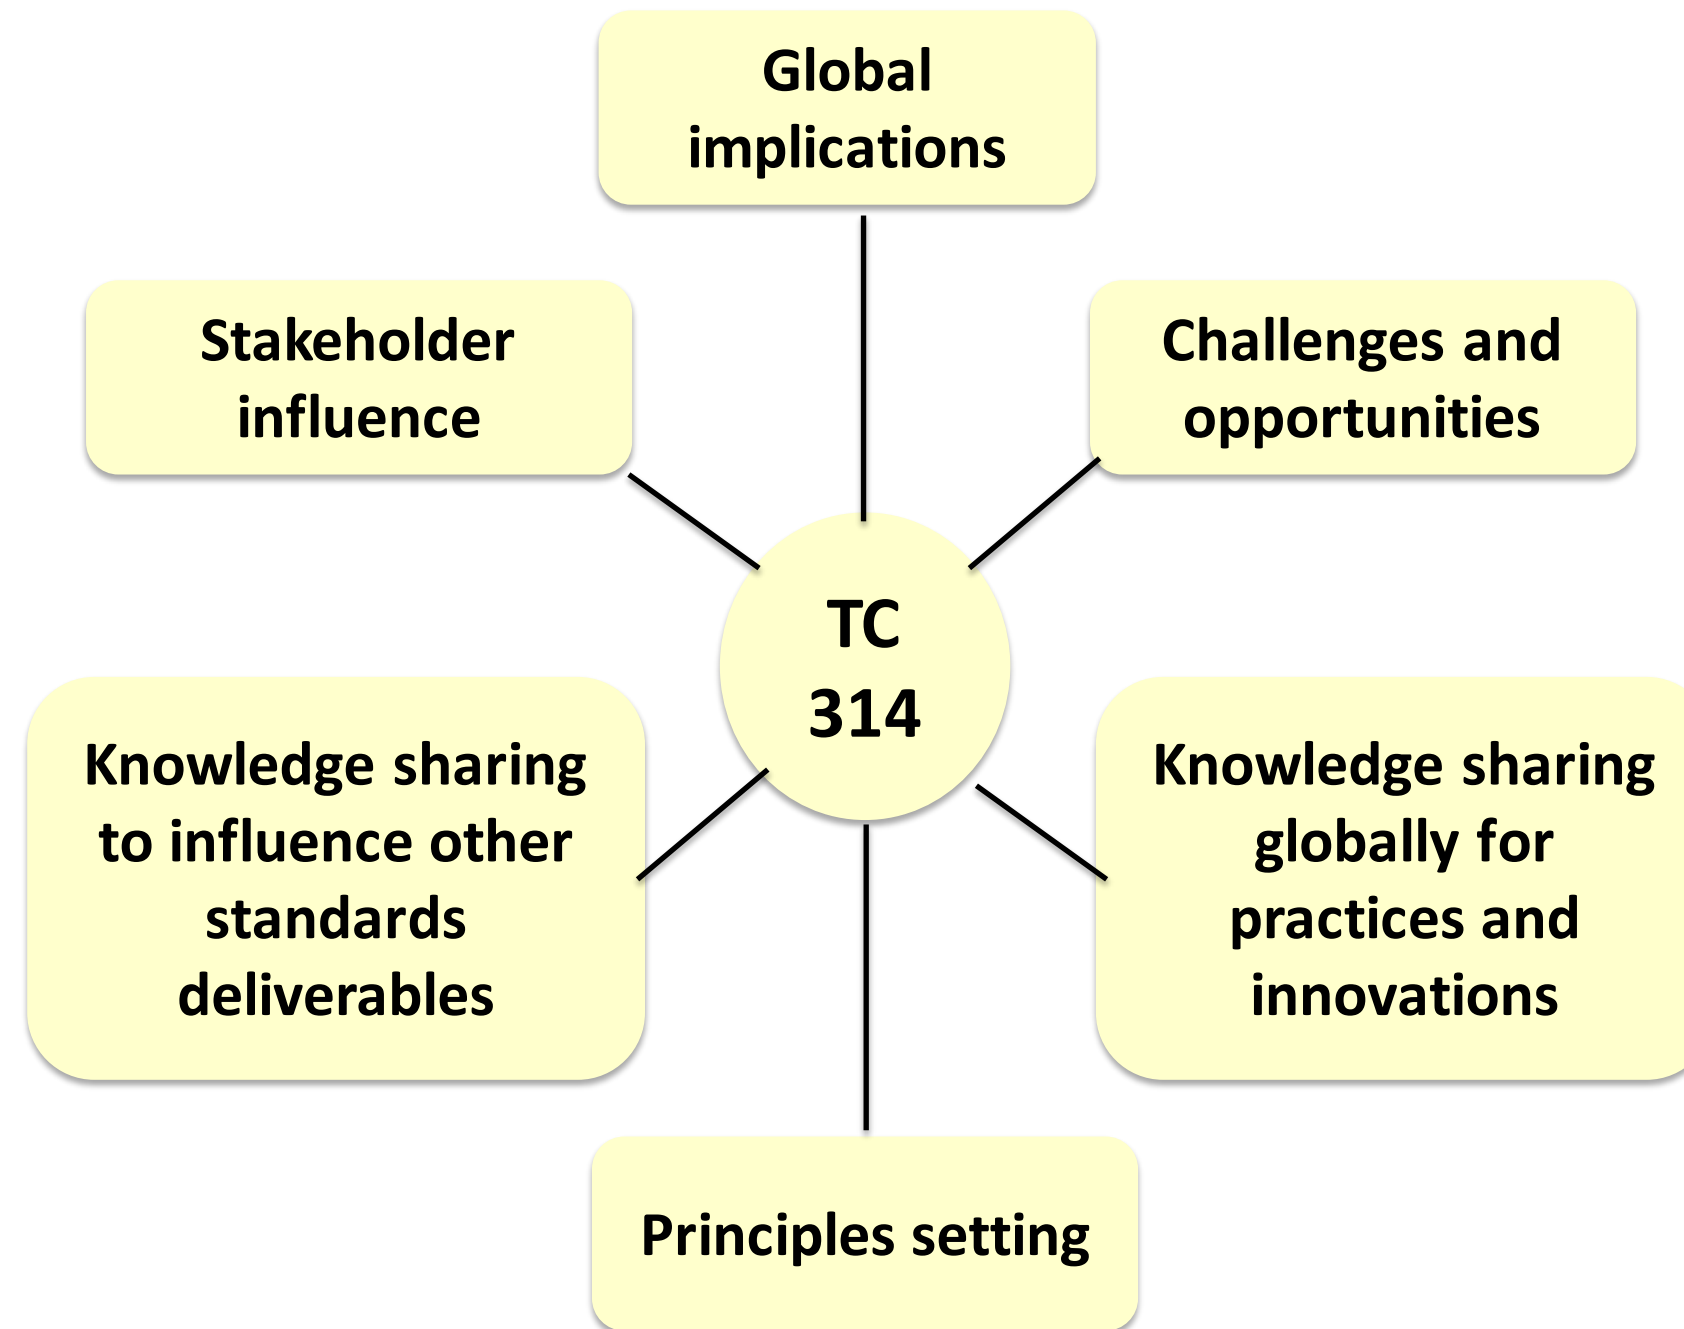 Global
implications
Stakeholder
influence
Challenges and
opportunities
TC
314
Knowledge sharing
to influence other
standards
deliverables
Knowledge sharing
globally for
practices and
innovations
Principles setting